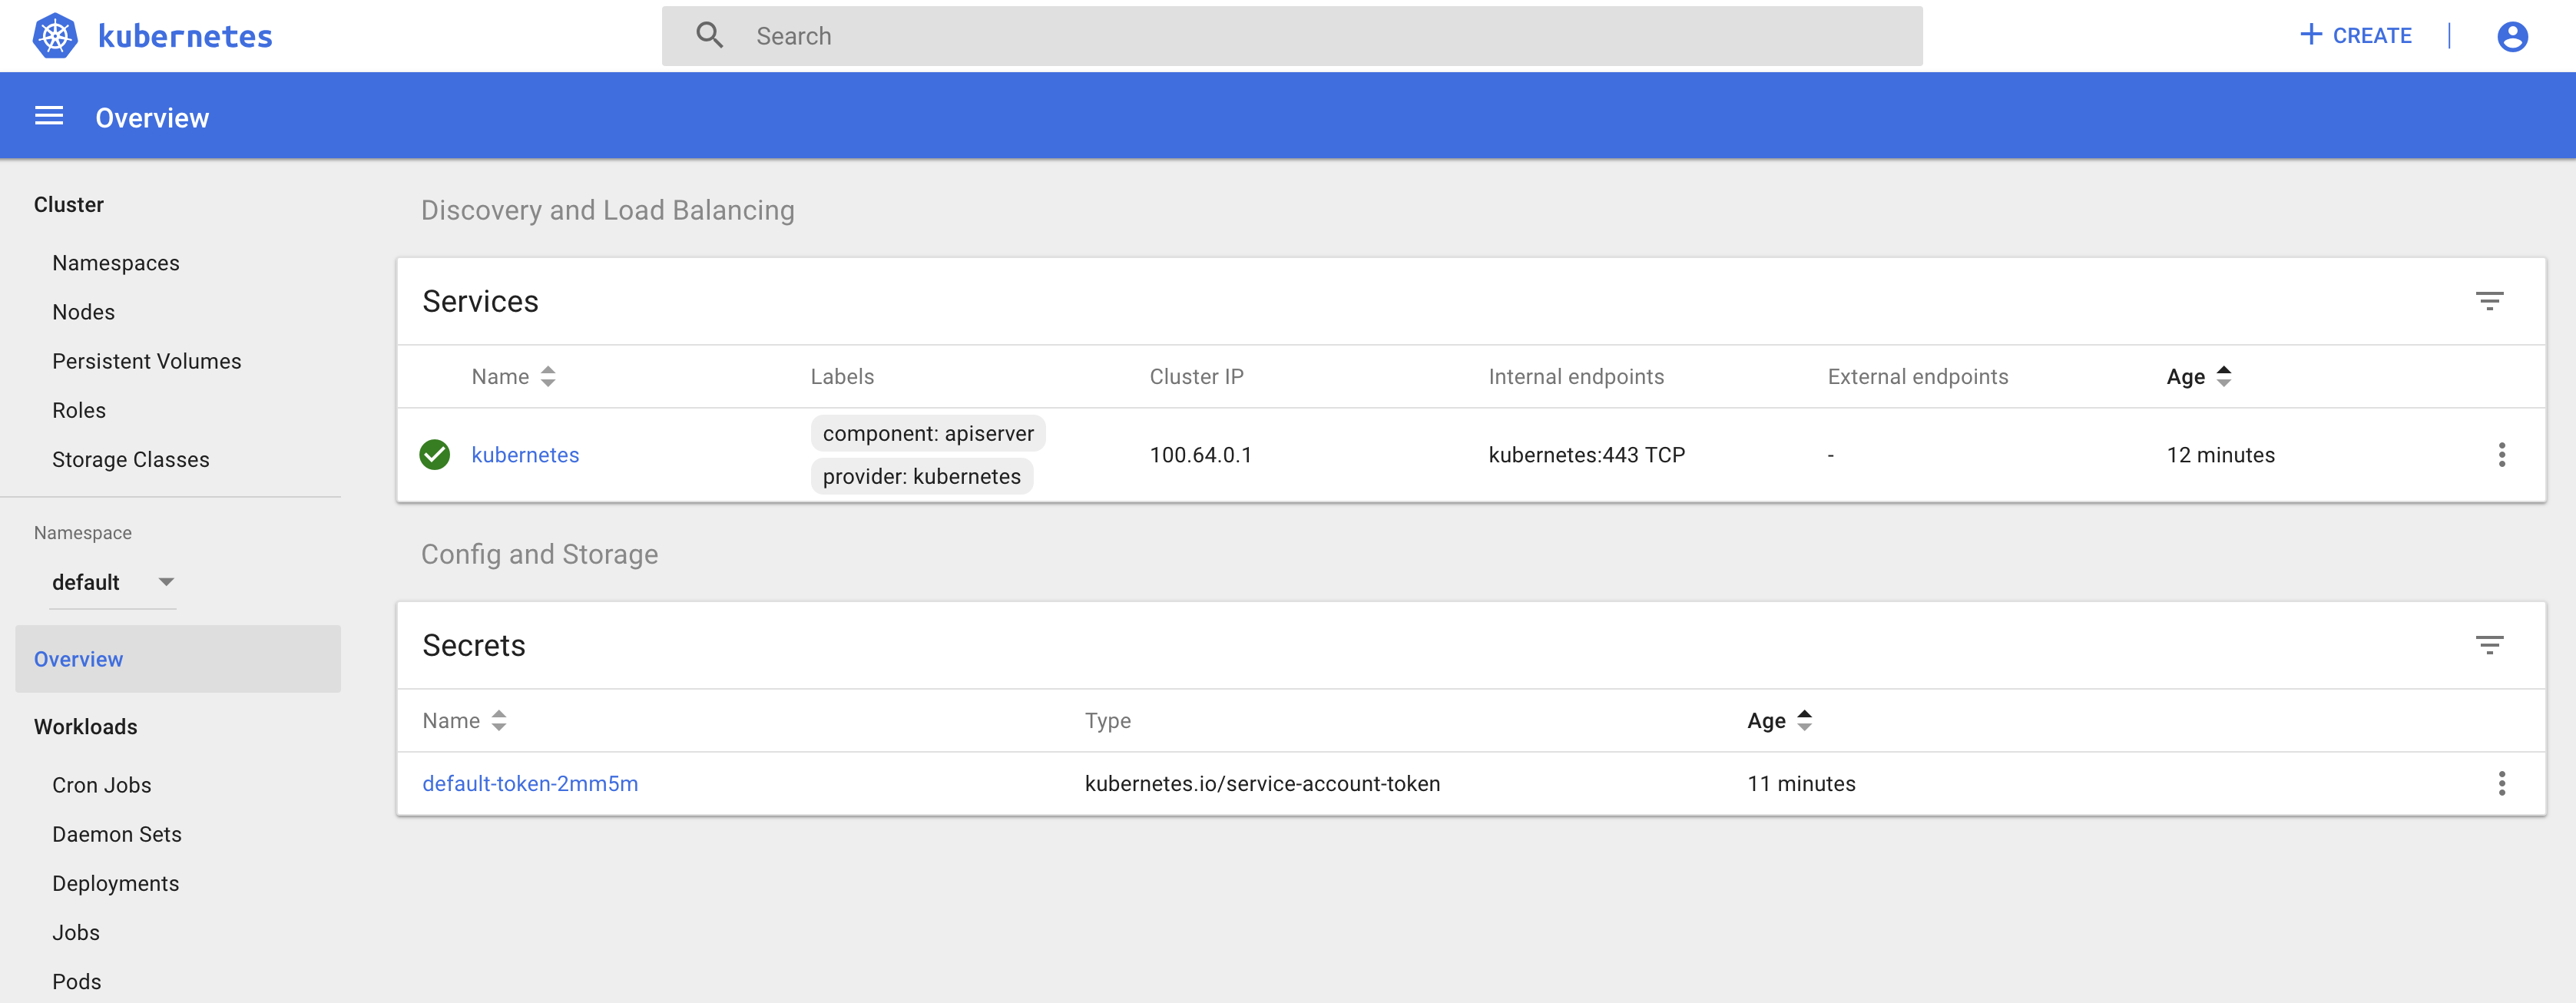 kubernetes
Search
CREATE
Overview
Cluster
Namespaces
Nodes
Persistent Volumes
Roles
Storage Classes
Namespace
default
Overview
Workloads
Cron Jobs
Daemon Sets
Deployments
Jobs
Pods
Discovery and Load Balancing
Services
Name Labels Cluster IP Internal endpoints External endpoints Age
kubernetes component: apiserver provider: kubernetes 100.64.0.1 kubernetes:443 TCP - 12 minutes
Config and Storage
Secrets
Name Type Age
default-token-2mm5m kubernetes.io/service-account-token 11 minutes